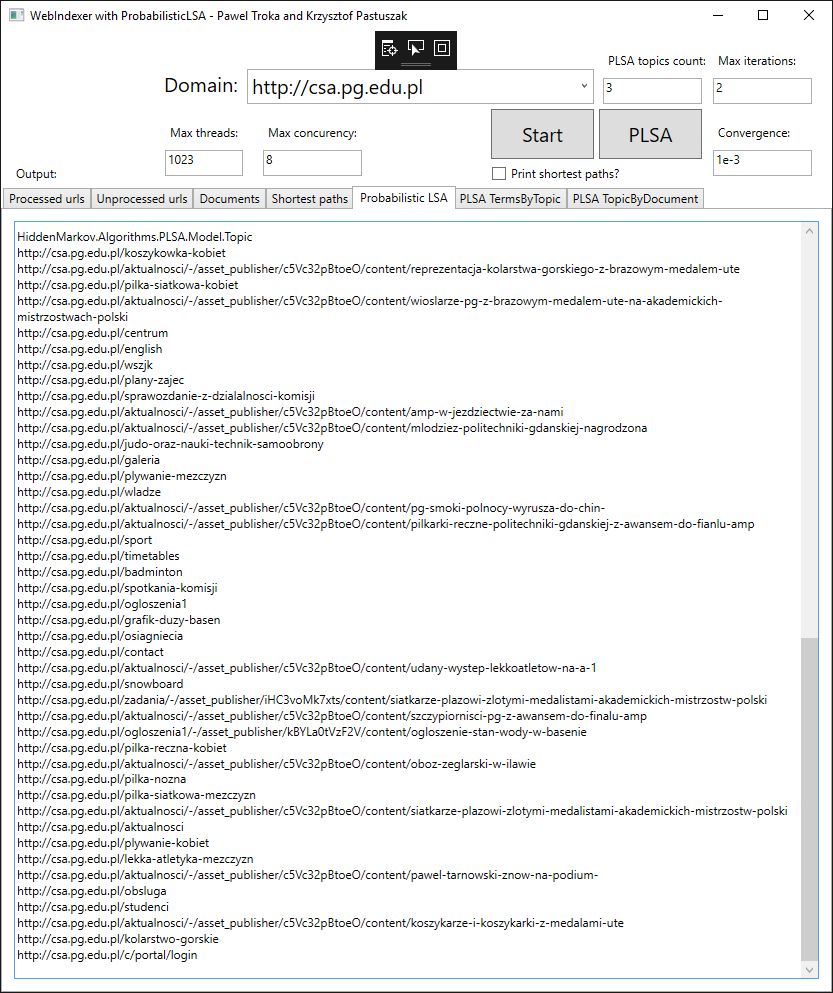 WebIndexer with ProbabilisticLSA - Pawel Troka and Krzysztof Pastuszak
PLSA topics count: Max iterations:
Domain: http://csa.pg.edu.pl 3 2
Max threads: Max concurency: Start PLSA Convergence:
1023 8 1e-3
Output: Print shortest paths?
Processed urls Unprocessed urls Documents Shortest paths Probabilistic LSA PLSA TermsByTopic PLSA TopicByDocument
HiddenMarkov.Algorithms.PLSA.Model.Topic
http://csa.pg.edu.pl/koszykowka-kobiet
http://csa.pg.edu.pl/aktualnosci/-/asset_publisher/c5Vc32pBtoeO/content/reprezentacja-kolarstwa-gorskiego-z-brazowym-medalem-ute
http://csa.pg.edu.pl/pilka-siatkowa-kobiet
http://csa.pg.edu.pl/aktualnosci/-/asset_publisher/c5Vc32pBtoeO/content/wioslarze-pg-z-brazowym-medalem-ute-na-akademickich-
mistrzostwach-polski
http://csa.pg.edu.pl/centrum
http://csa.pg.edu.pl/english
http://csa.pg.edu.pl/wszjk
http://csa.pg.edu.pl/plany-zajec
http://csa.pg.edu.pl/sprawozdanie-z-dzialalnosci-komisji
http://csa.pg.edu.pl/aktualnosci/-/asset_publisher/c5Vc32pBtoeO/content/amp-w-jezdziectwie-za-nami
http://csa.pg.edu.pl/aktualnosci/-/asset_publisher/c5Vc32pBtoeO/content/mlodziez-politechniki-gdanskiej-nagrodzona
http://csa.pg.edu.pl/judo-oraz-nauki-technik-samoobrony
http://csa.pg.edu.pl/galeria
http://csa.pg.edu.pl/plywanie-mezczyzn
http://csa.pg.edu.pl/wladze
http://csa.pg.edu.pl/aktualnosci/-/asset_publisher/c5Vc32pBtoeO/content/pg-smoki-polnocy-wyrusza-do-chin-
http://csa.pg.edu.pl/aktualnosci/-/asset_publisher/c5Vc32pBtoeO/content/pilkarki-reczne-politechniki-gdanskiej-z-awansem-do-fianlu-amp
http://csa.pg.edu.pl/sport
http://csa.pg.edu.pl/timetables
http://csa.pg.edu.pl/badminton
http://csa.pg.edu.pl/spotkania-komisji
http://csa.pg.edu.pl/ogloszenia1
http://csa.pg.edu.pl/grafik-duzy-basen
http://csa.pg.edu.pl/osiagniecia
http://csa.pg.edu.pl/contact
http://csa.pg.edu.pl/aktualnosci/-/asset_publisher/c5Vc32pBtoeO/content/udany-wystep-lekkoatletow-na-a-1
http://csa.pg.edu.pl/snowboard
http://csa.pg.edu.pl/zadania/-/asset_publisher/iHC3voMk7xts/content/siatkarze-plazowi-zlotymi-medalistami-akademickich-mistrzostw-polski
http://csa.pg.edu.pl/aktualnosci/-/asset_publisher/c5Vc32pBtoeO/content/szczypiornisci-pg-z-awansem-do-finalu-amp
http://csa.pg.edu.pl/ogloszenia1/-/asset_publisher/kBYLa0tVzF2V/content/ogloszenie-stan-wody-w-basenie
http://csa.pg.edu.pl/pilka-reczna-kobiet
http://csa.pg.edu.pl/aktualnosci/-/asset_publisher/c5Vc32pBtoeO/content/oboz-zeglarski-w-ilawie
http://csa.pg.edu.pl/pilka-nozna
http://csa.pg.edu.pl/pilka-siatkowa-mezczyzn
http://csa.pg.edu.pl/aktualnosci/-/asset_publisher/c5Vc32pBtoeO/content/siatkarze-plazowi-zlotymi-medalistami-akademickich-mistrzostw-polski
http://csa.pg.edu.pl/aktualnosci
http://csa.pg.edu.pl/plywanie-kobiet
http://csa.pg.edu.pl/lekka-atletyka-mezczyzn
http://csa.pg.edu.pl/aktualnosci/-/asset_publisher/c5Vc32pBtoeO/content/pawel-tarnowski-znow-na-podium-
http://csa.pg.edu.pl/obsluga
http://csa.pg.edu.pl/studenci
http://csa.pg.edu.pl/aktualnosci/-/asset_publisher/c5Vc32pBtoeO/content/koszykarze-i-koszykarki-z-medalami-ute
http://csa.pg.edu.pl/kolarstwo-gorskie
http://csa.pg.edu.pl/c/portal/login